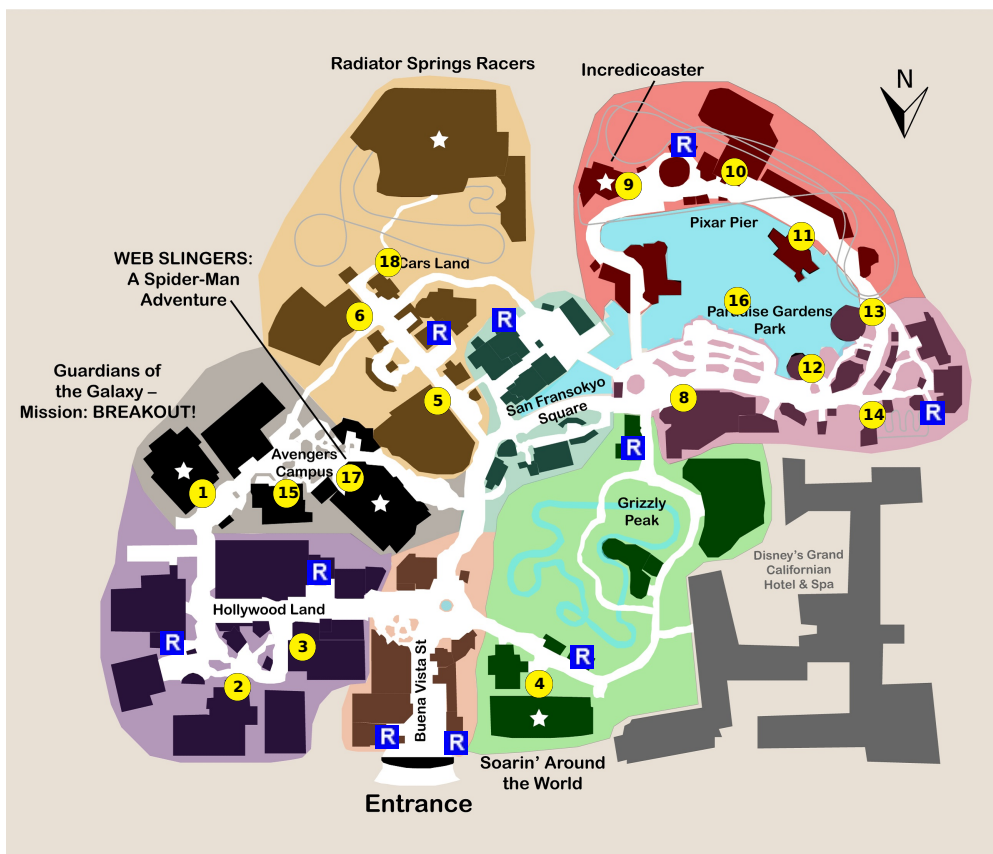 Radiator Springs Racers
Incredicoaster
N
R
10
9
Pixar Pier
11
WEB SLINGERS:
A Spider-Man
Adventure
18
Cars Land
16
Paradise Gardens
Park
13
6
R
R
Guardians of
the Galaxy –
Mission: BREAKOUT!
12
5
8
San Fransokyo
Square
14
R
R
Avengers
Campus
17
1
15
Grizzly
Peak
Disney's Grand
Californian
Hotel & Spa
R
Hollywood Land
R
3
Buena Vista St
R
2
4
R
R
Soarin' Around
the World
Entrance